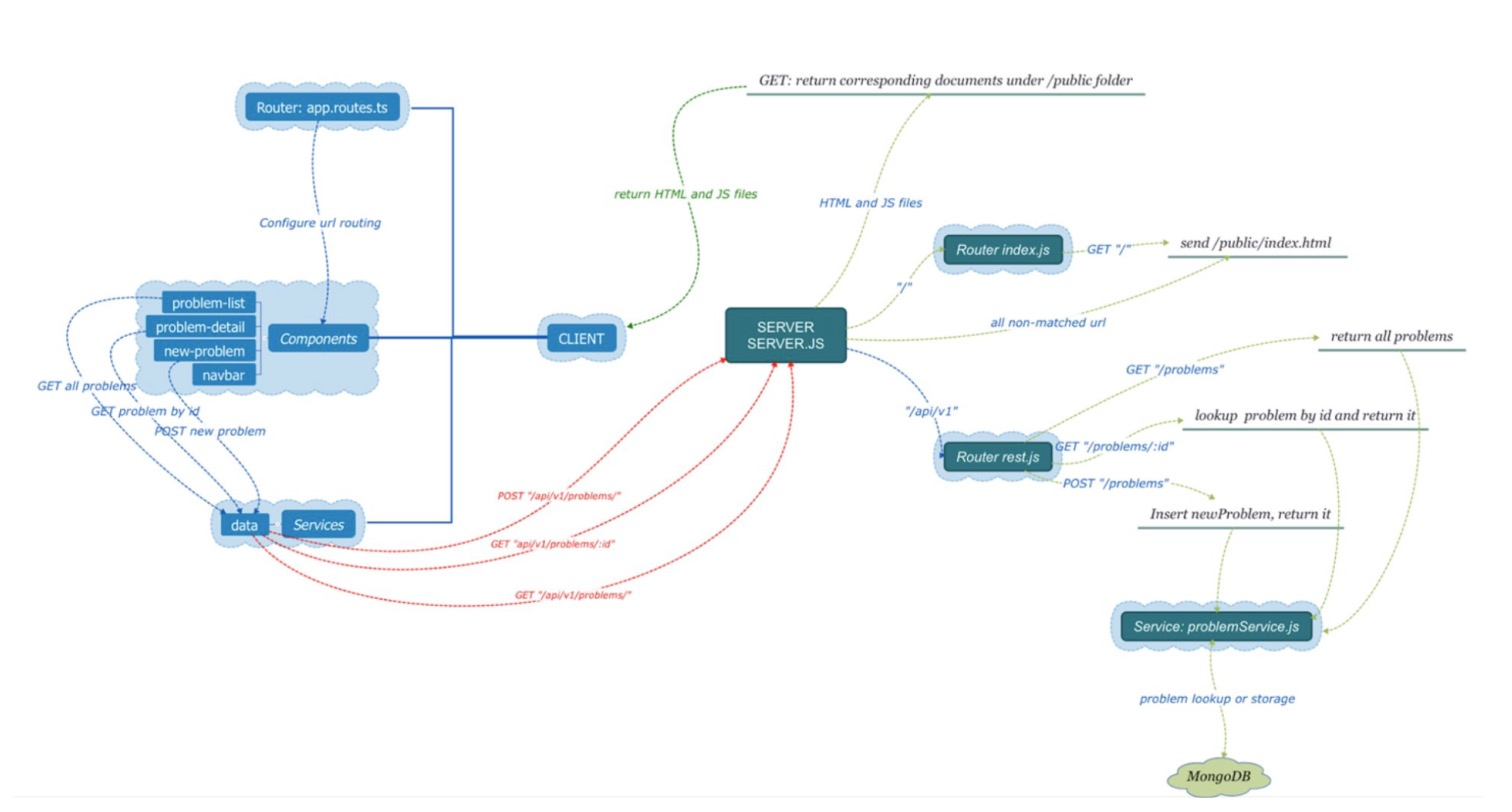 GET: return corresponding documents under /public folder
Router: app.routes.ts
return HTML and JS files
HTML and JS files
Configure url routing
Router index.js
GET "/"
send /public/index.html
"/"
problem-list
problem-detail
new-problem
navbar
Components
CLIENT
SERVER
SERVER.JS
all non-matched url
return all problems
GET "/problems"
GET all problems
GET problem by id
POST new problem
"/api/v1"
lookup problem by id and return it
GET "/problems/:id"
Router rest.js
POST "/problems"
POST "/api/v1/problems/"
Insert newProblem, return it
data
Services
GET "api/v1/problems/:id"
GET "/api/v1/problems/"
Service: problemService.js
problem lookup or storage
MongoDB